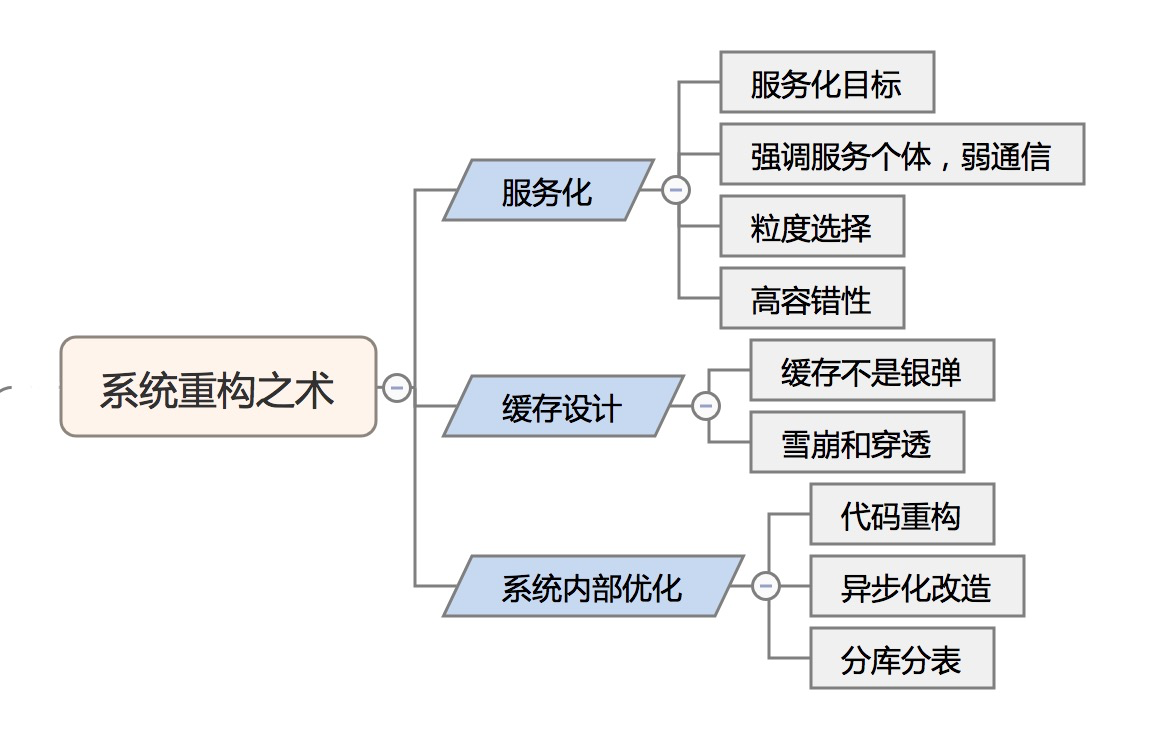 系统重构之术
服务化
服务化目标
强调服务个体，弱通信
粒度选择
高容错性
缓存设计
缓存不是银弹
雪崩和穿透
系统内部优化
代码重构
异步化改造
分库分表